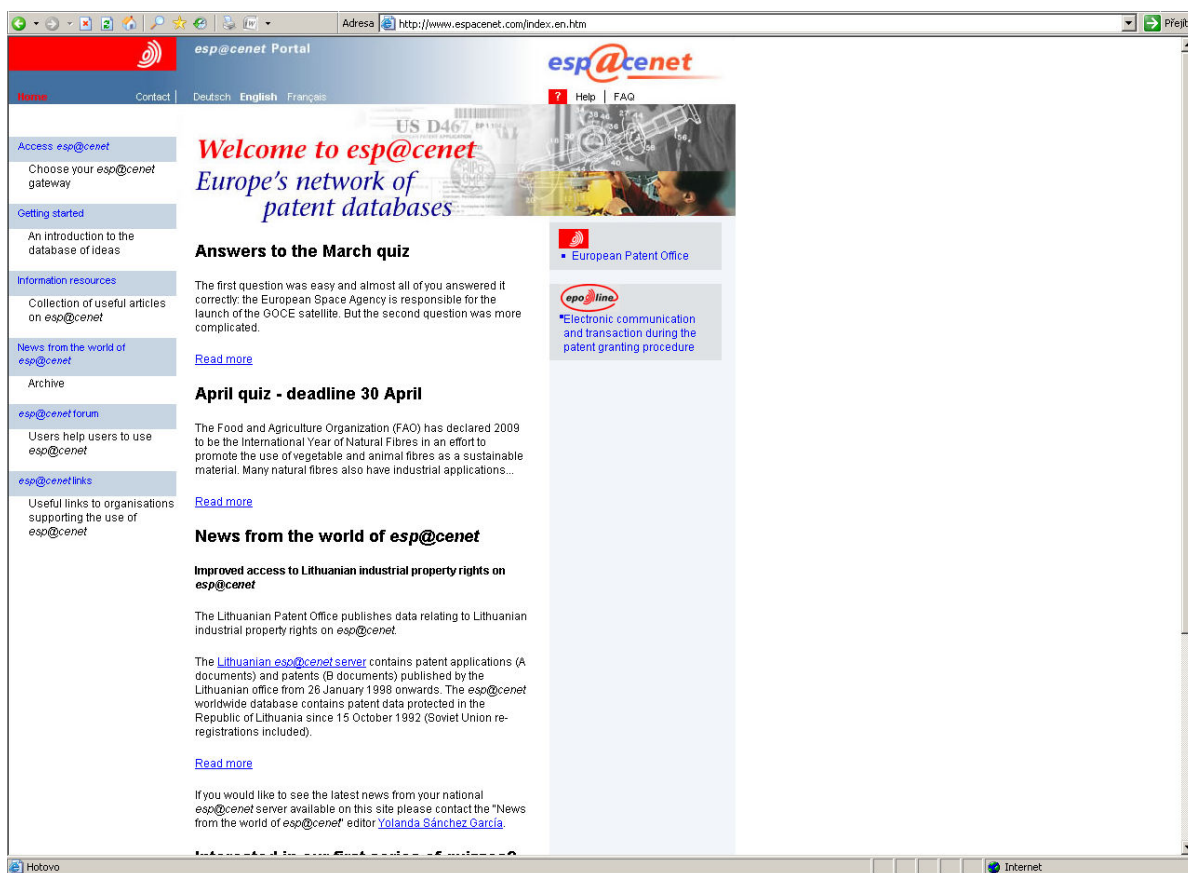 Adresa http://www.espacenet.com/index.en.htm Přejít
esp@cenet Portal
esp@cenet
Home Contact Deutsch English Français
? Help FAQ
US D467,
Welcome to esp@cenet
Europe's network of
patent databases
Access esp@cenet
Choose your esp@cenet
gateway
Getting started
An introduction to the
database of ideas
Information resources
Collection of useful articles
on esp@cenet
News from the world of
esp@cenet
Archive
esp@cenet forum
Users help users to use
esp@cenet
esp@cenet links
Useful links to organisations
supporting the use of
esp@cenet
Answers to the March quiz
The first question was easy and almost all of you answered it
correctly: the European Space Agency is responsible for the
launch of the GOCE satellite. But the second question was more
complicated.
Read more
April quiz - deadline 30 April
The Food and Agriculture Organization (FAO) has declared 2009
to be the International Year of Natural Fibres in an effort to
promote the use of vegetable and animal fibres as a sustainable
material. Many natural fibres also have industrial applications...
Read more
News from the world of esp@cenet
Improved access to Lithuanian industrial property rights on
esp@cenet
The Lithuanian Patent Office publishes data relating to Lithuanian
industrial property rights on esp@cenet.
The Lithuanian esp@cenet server contains patent applications (A
documents) and patents (B documents) published by the
Lithuanian office from 26 January 1998 onwards. The esp@cenet
worldwide database contains patent data protected in the
Republic of Lithuania since 15 October 1992 (Soviet Union re-
registrations included).
Read more
If you would like to see the latest news from your national
esp@cenet server available on this site please contact the "News
from the world of esp@cenet" editor Yolanda Sánchez García.
Interested in our first series of quizzes?
European Patent Office
epoline
Electronic communication
and transaction during the
patent granting procedure
Hotovo
Internet